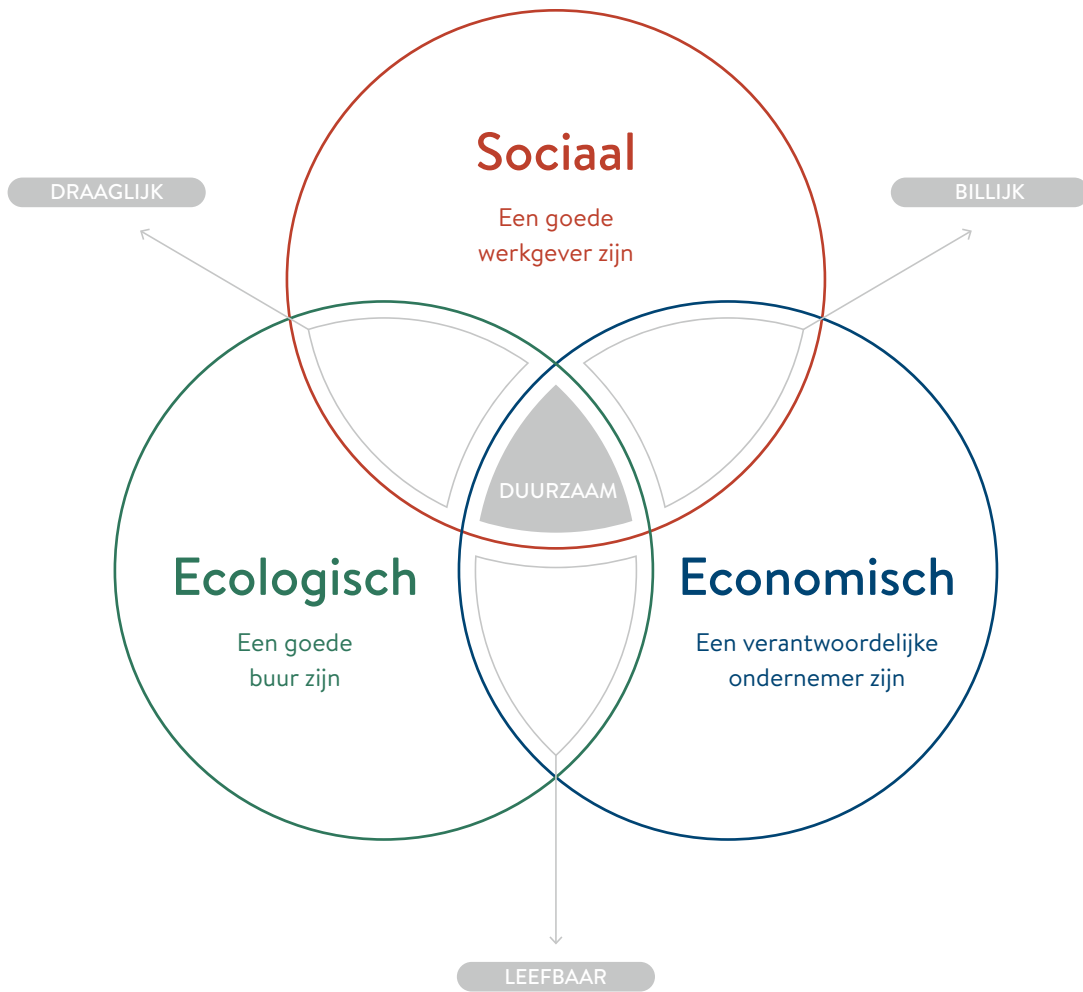 Sociaal
Een goede
werkgever zijn
DRAAGLIJK
BILLIJK
DUURZAAM
Ecologisch
Een goede
buur zijn
Economisch
Een verantwoordelijke
ondernemer zijn
LEEFBAAR